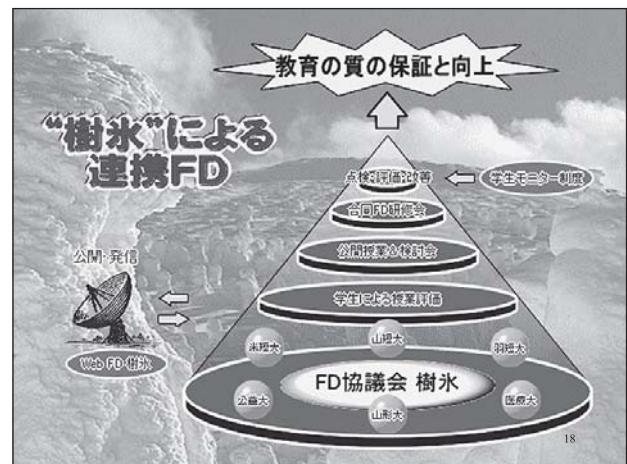 教育の質の保証と向上
“樹氷”による
連携FD
点検・評価・改善
学生モニター制度
合同FD研修会
公開授業&検討会
学生による授業評価
公開・発信
Web FD・樹氷
米短大
山短大
羽短大
FD協議会 樹氷
公益大
山形大
医療大
18